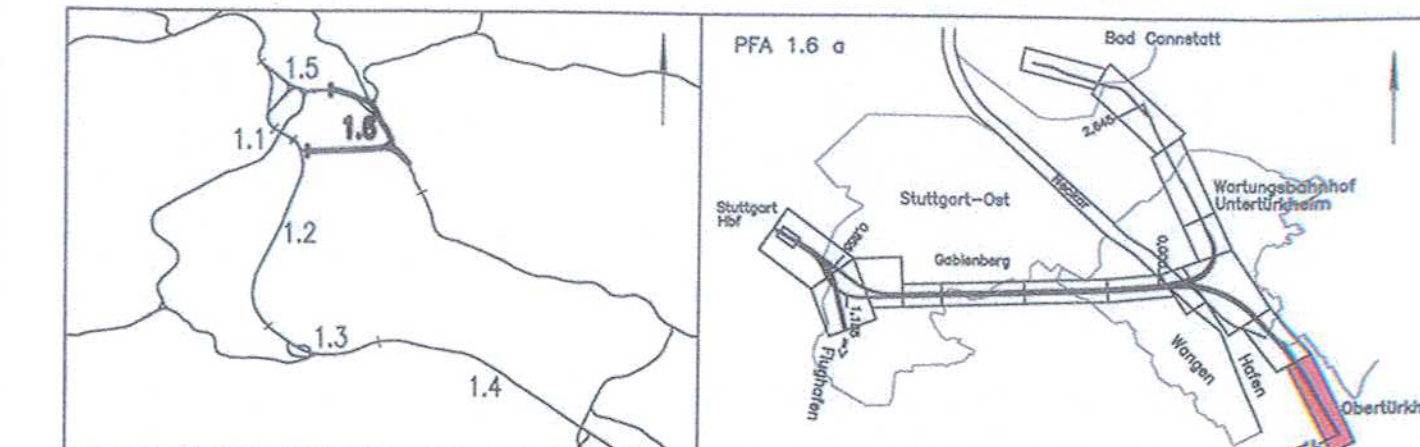 1.5
1.6
1.1
1.2
1.3
1.4
PFA 1.6 a
Bad Cannstatt
2,645
Neckar
Stuttgart-Ost
Wartungsbahnhof
Untertürkheim
Stuttgart
Hbf
Gablenberg
Wangen
Hafen
Flughafen
Obertürkh